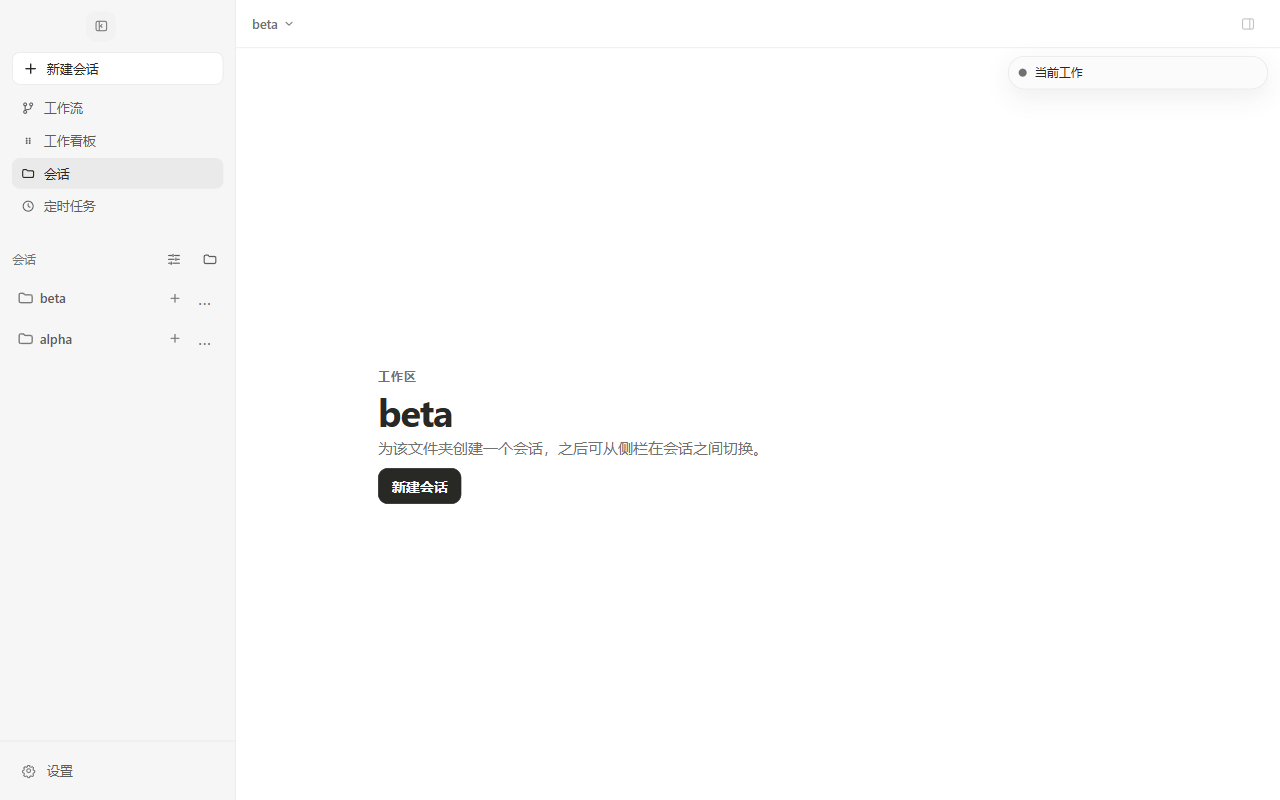 新建会话
工作流
工作看板
会话
定时任务
会话
beta
...
alpha
...
设置
beta
当前工作
工作区
beta
为该文件夹创建一个会话，之后可从侧栏在会话之间切换。
新建会话